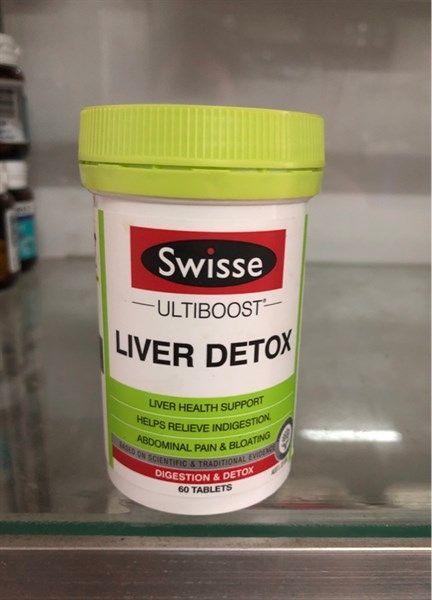 Swisse
ULTIBOOST
LIVER DETOX
LIVER HEALTH SUPPORT
HELPS RELIEVE INDIGESTION,
ABDOMINAL PAIN & BLOATING
BASED ON SCIENTIFIC & TRADITIONAL EVIDENCE
DIGESTION & DETOX
60 TABLETS